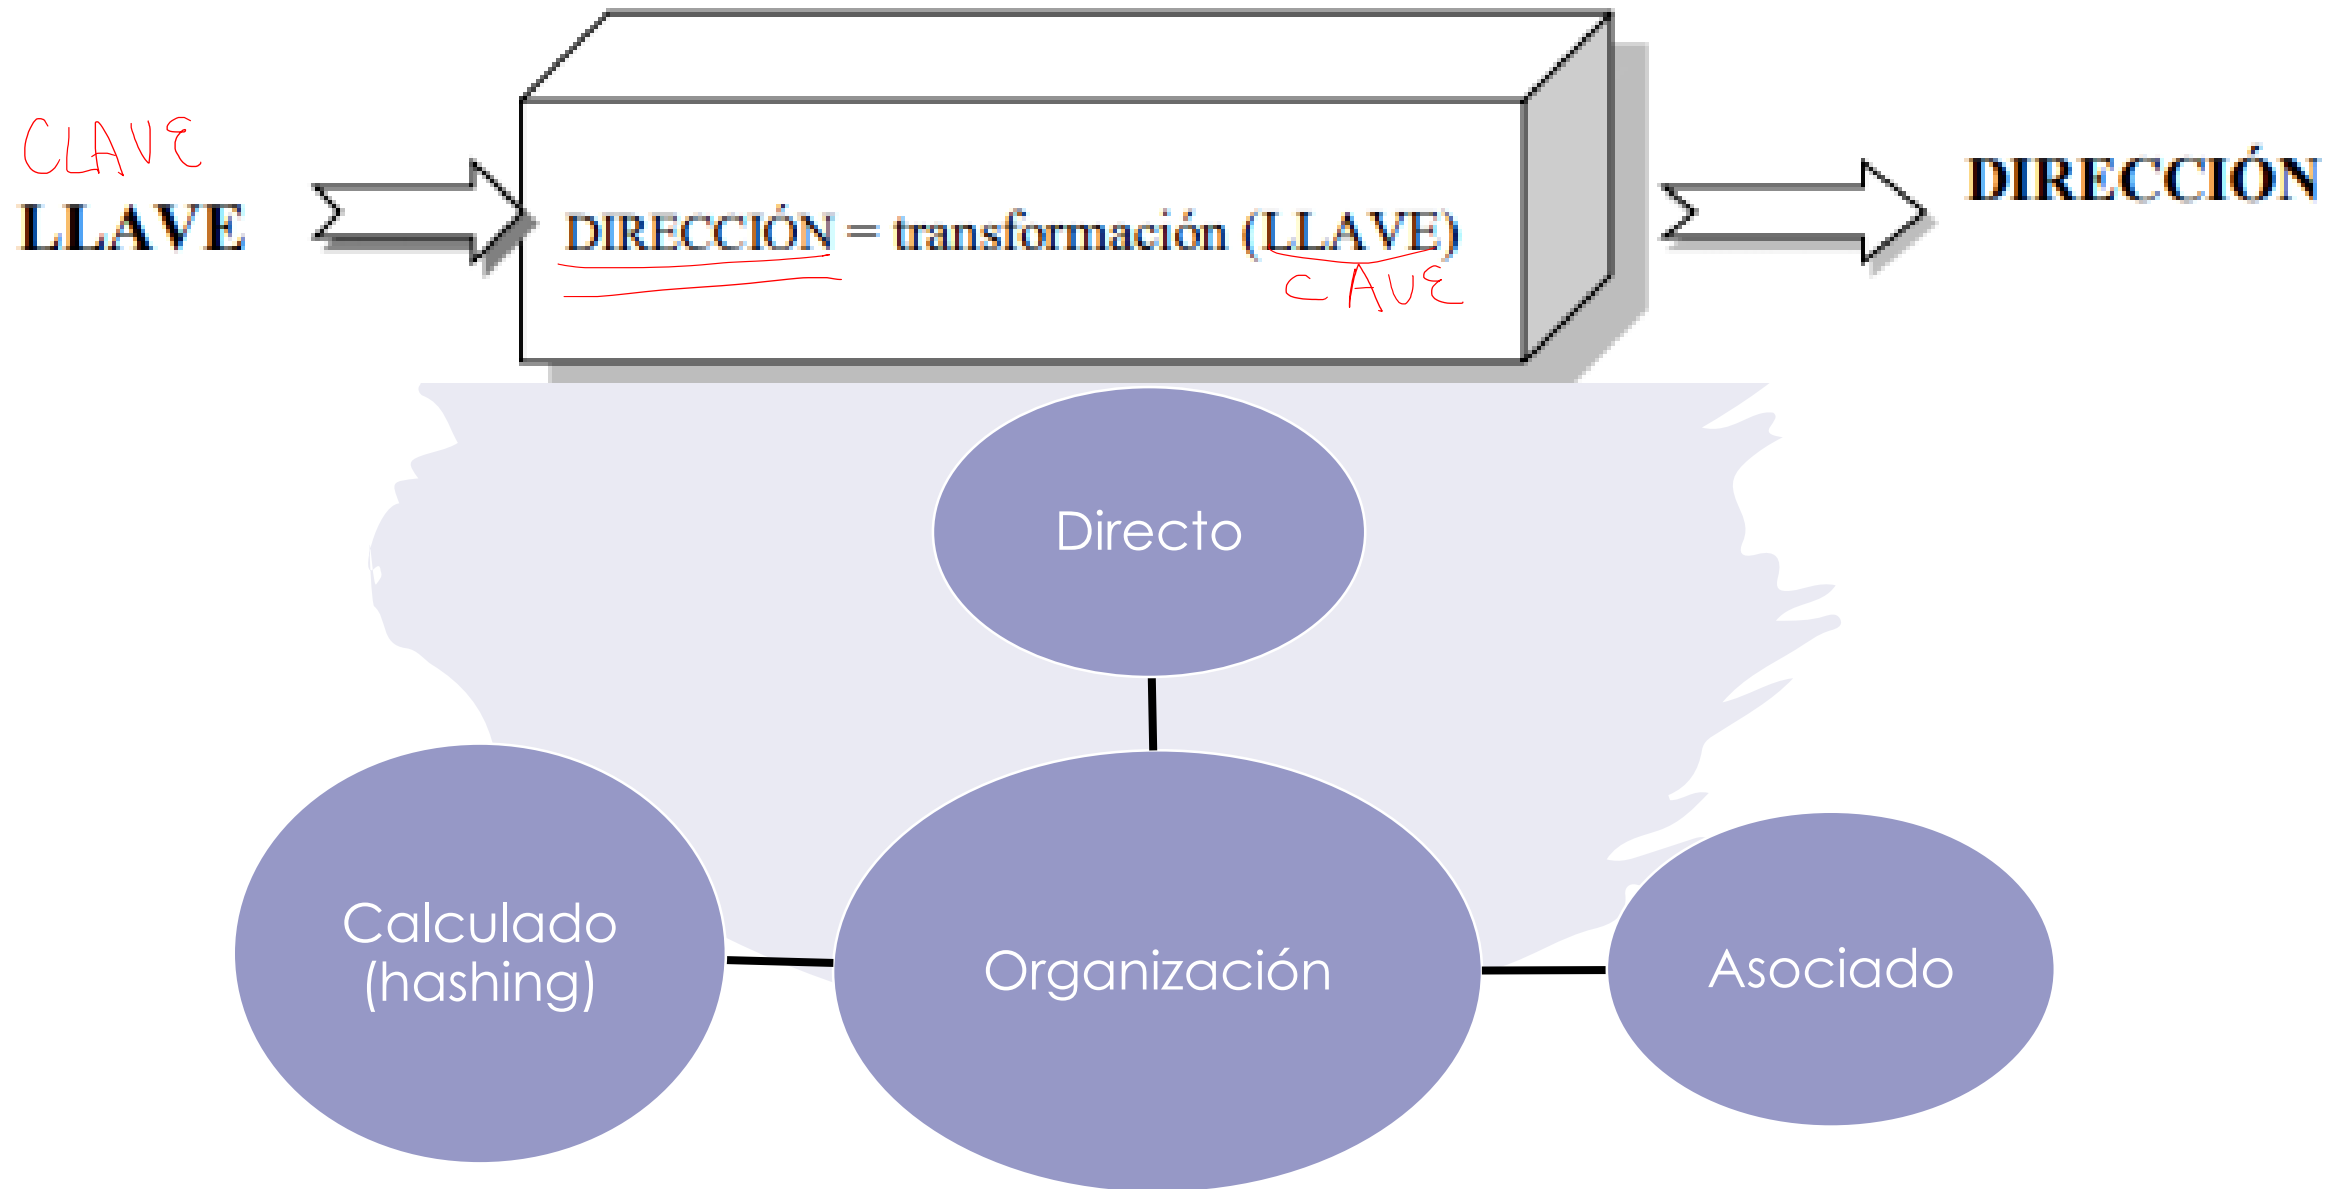 CLAVE
LLAVE
DIRECCIÓN = transformación (LLAVE)
CAVE
DIRECCIÓN
Directo
Calculado
(hashing)
Organización
Asociado